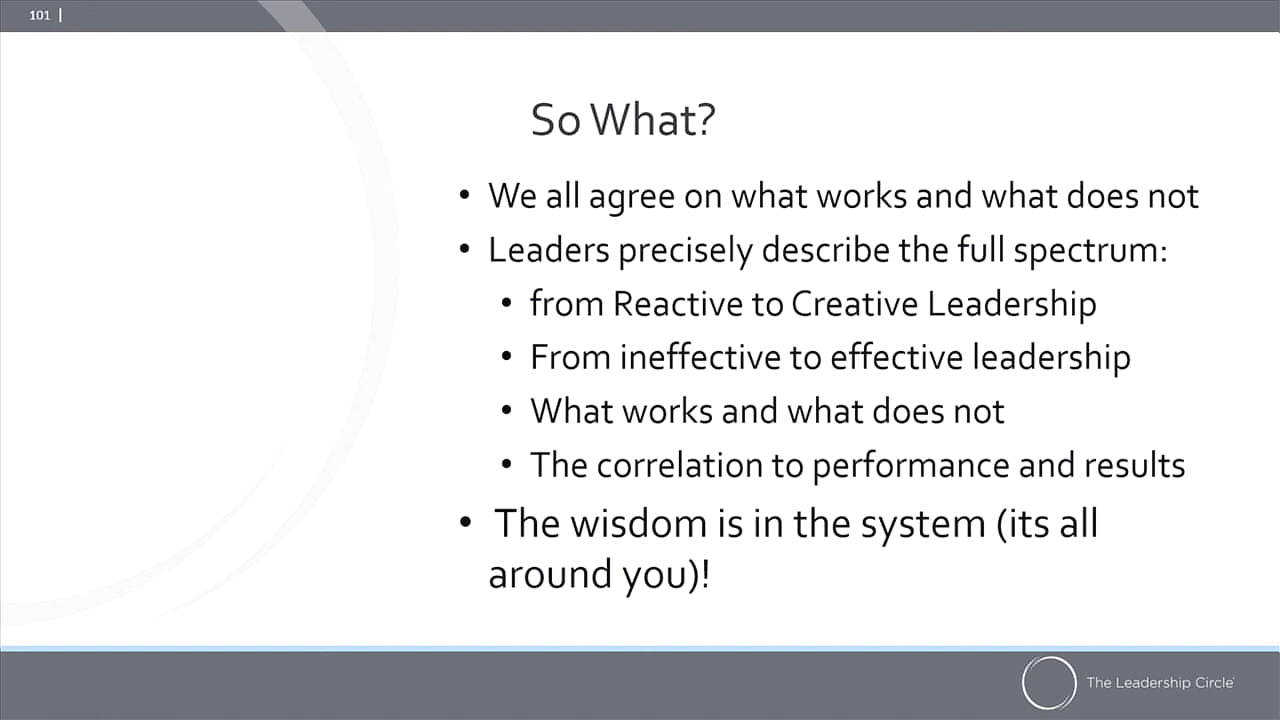 101 |
So What?
• We all agree on what works and what does not
• Leaders precisely describe the full spectrum:
• from Reactive to Creative Leadership
• From ineffective to effective leadership
• What works and what does not
• The correlation to performance and results
• The wisdom is in the system (its all
around you)!
The Leadership Circle